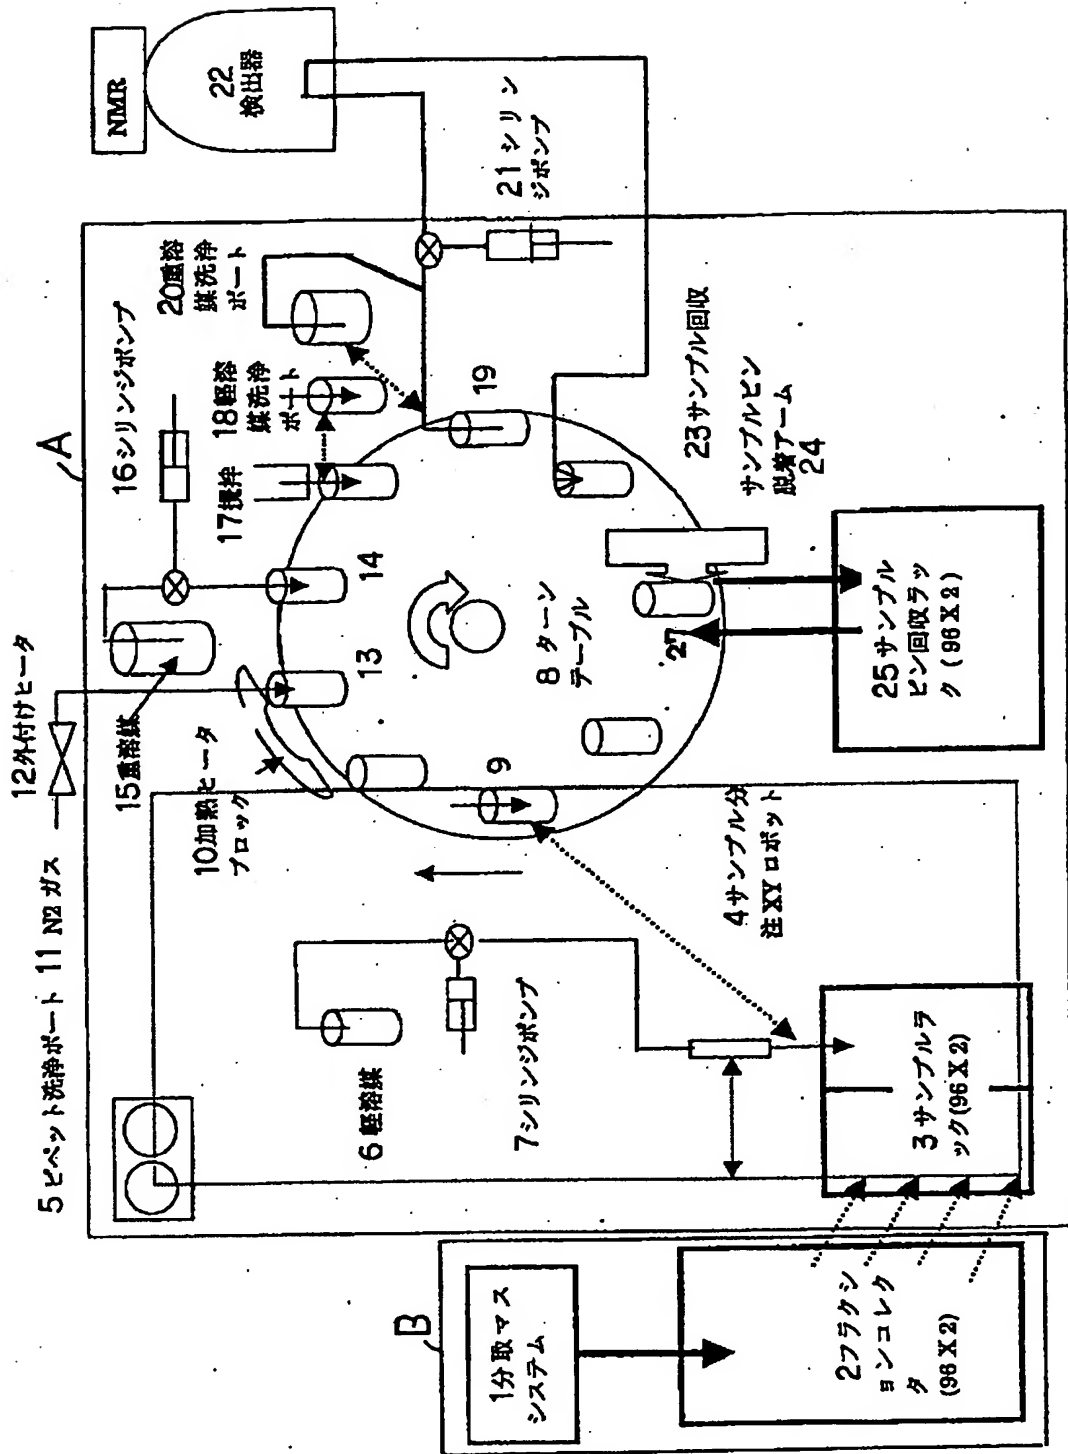 NMR
22
検出器
21シリン
ジポンプ
20重溶
媒洗浄
ポート
16シリンジポンプ
A
18軽溶
媒洗浄
ポート
17攪拌
19
23サンプル回収
サンプルビン
脱着アーム
24
14
13
15重溶媒
12外付けヒータ
11 N2 ガス
5ピペット洗浄ポート
10加熱ヒータ
ブロック
8 ターン
テーブル
27
25サンプル
ビン回収ラッ
ク (96 X 2)
9
4サンプル分
注XYロボット
6 軽溶媒
7シリンジポンプ
3サンプルラ
ック(96 X 2)
B
1分取マス
システム
2フラクシ
ョンコレク
タ
(96 X 2)